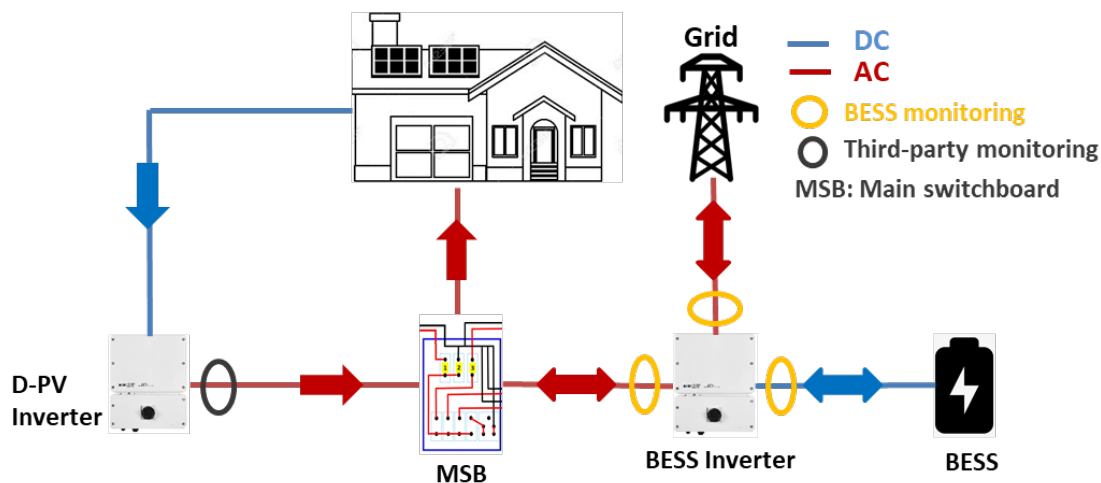 Grid
DC
AC
BESS monitoring
Third-party monitoring
MSB: Main switchboard
D-PV
Inverter
MSB
BESS Inverter
BESS